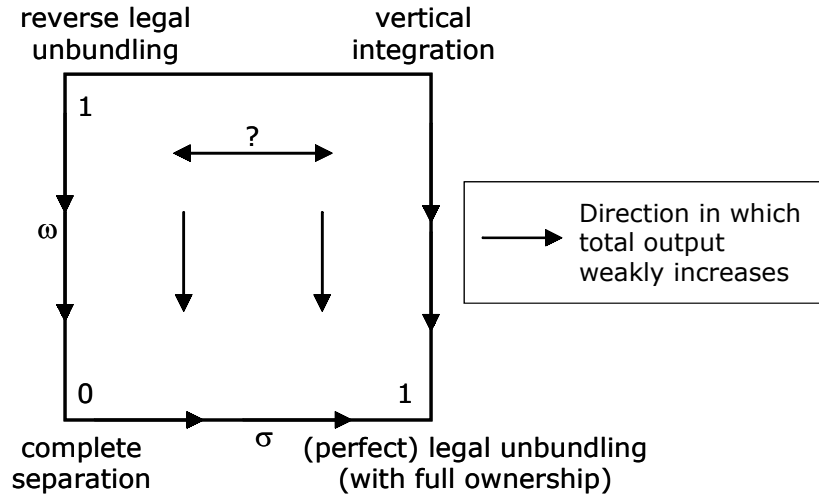 reverse legal
unbundling
vertical
integration
1
?
ω
Direction in which
total output
weakly increases
0
1
σ
complete
separation
(perfect) legal unbundling
(with full ownership)